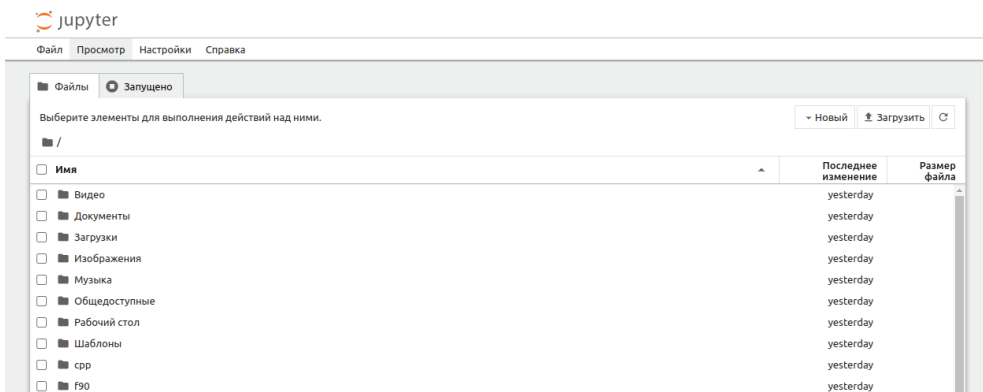 jupyter
Файл Просмотр Настройки Справка
Файлы Запущено
Выберите элементы для выполнения действий над ними. Новый Загрузить
/
Имя Последнее изменение Размер файла
Видео yesterday
Документы yesterday
Загрузки yesterday
Изображения yesterday
Музыка yesterday
Общедоступные yesterday
Рабочий стол yesterday
Шаблоны yesterday
cpp yesterday
f90 yesterday